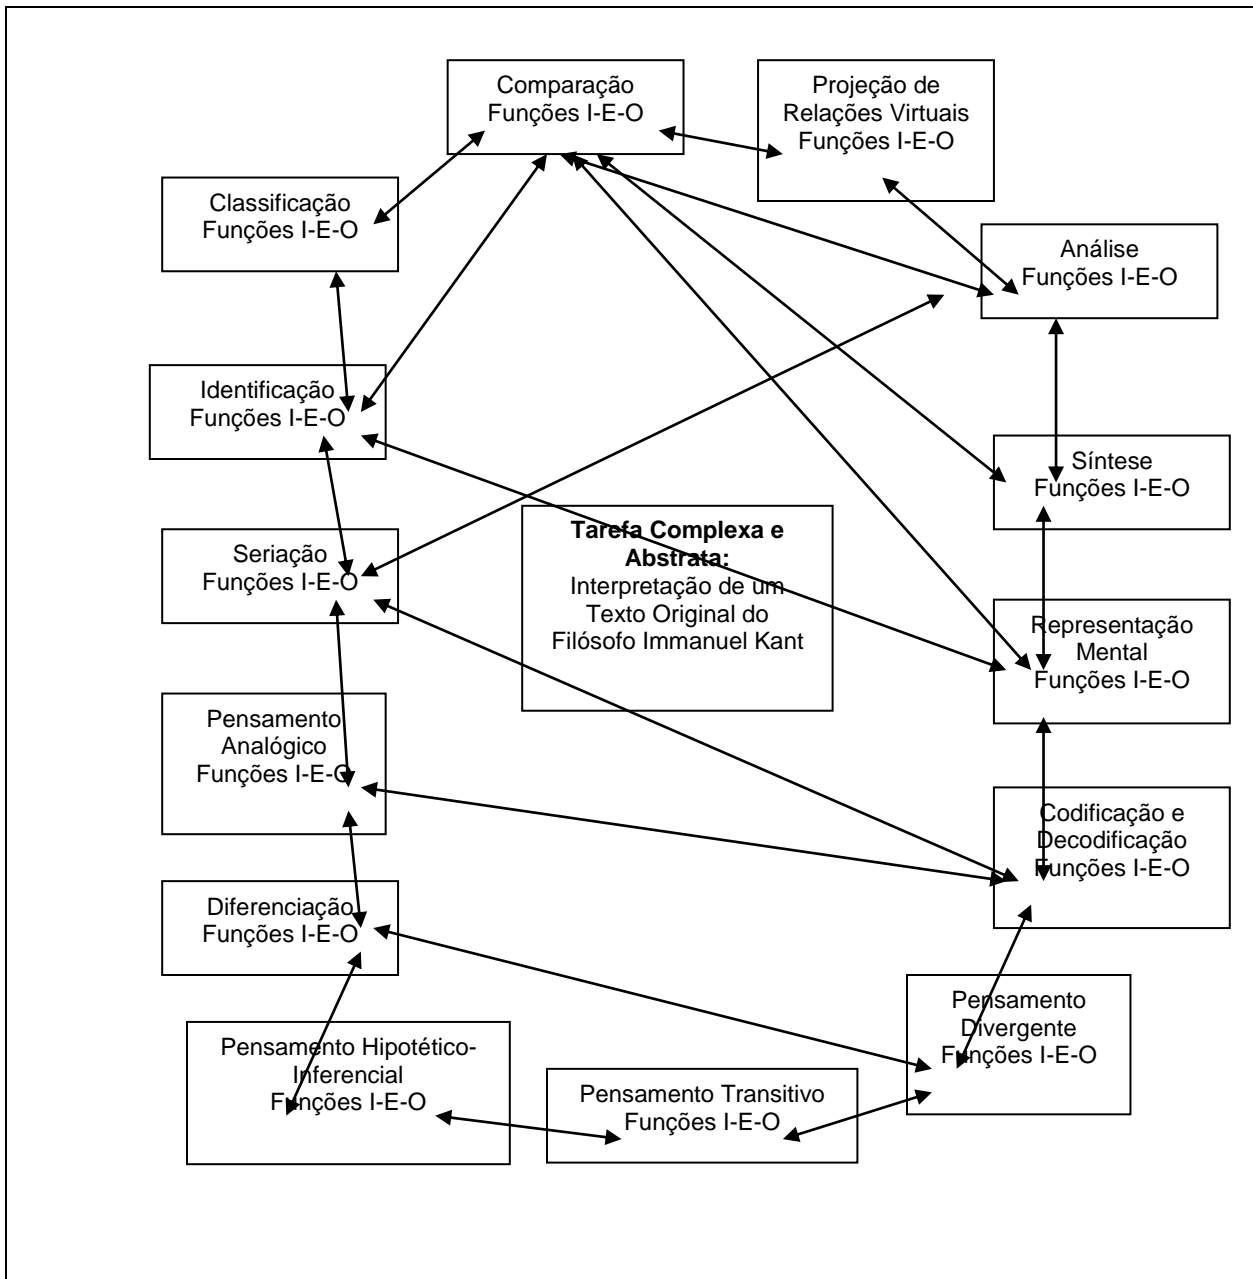 Comparação
Funções I-E-O
Projeção de
Relações Virtuais
Funções I-E-O
Classificação
Funções I-E-O
Análise
Funções I-E-O
Identificação
Funções I-E-O
Síntese
Funções I-E-O
Tarefa Complexa e
Abstrata:
Interpretação de um
Texto Original do
Filósofo Immanuel Kant
Seriação
Funções I-E-O
Representação
Mental
Funções I-E-O
Pensamento
Analógico
Funções I-E-O
Codificação e
Decodificação
Funções I-E-O
Diferenciação
Funções I-E-O
Pensamento
Divergente
Funções I-E-O
Pensamento Hipotético-
Inferencial
Funções I-E-O
Pensamento Transitivo
Funções I-E-O